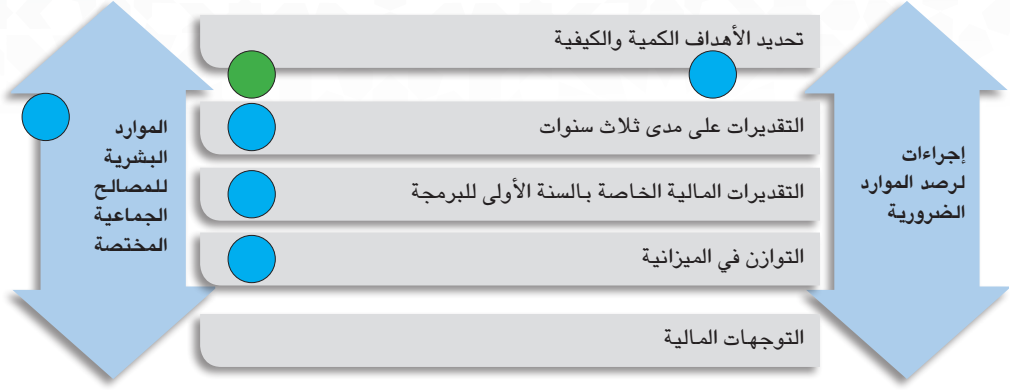 تحديد الأهداف الكمية والكيفية
التقديرات على مدى ثلاث سنوات
التقديرات المالية الخاصة بالسنة الأولى للبرمجة
التوازن في الميزانية
التوجهات المالية
إجراءات
لرصد الموارد
الضرورية
الموارد
البشرية
للمصالح
الجماعية
المختصة